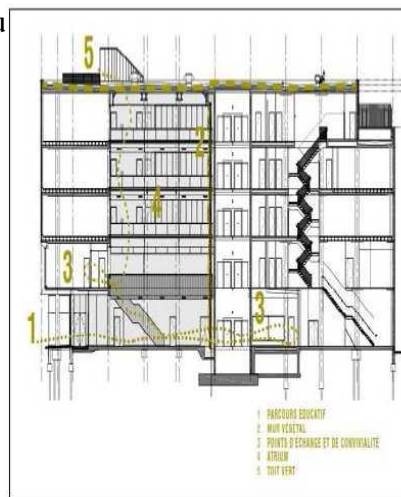 u
5
2
4
3
3
1
1 PARCOURS ÉDUCATIF
2 MUR VÉGÉTAL
3 POINTS D'ÉCHANGE ET DE CONVIVIALITÉ
4 ATRIUM
5 TOIT VERT